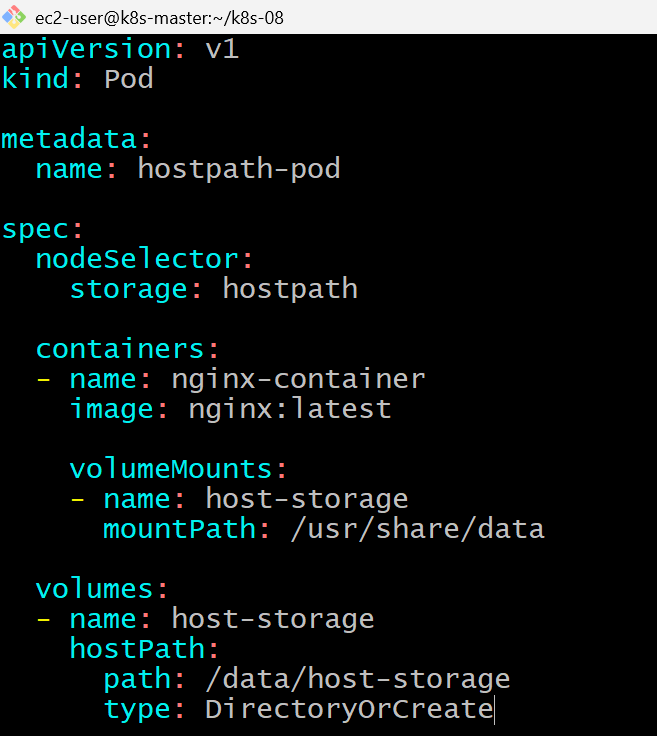 ec2-user@k8s-master:~/k8s-08
apiVersion: v1
kind: Pod
metadata:
  name: hostpath-pod
spec:
  nodeSelector:
    storage: hostpath
  containers:
  - name: nginx-container
    image: nginx:latest
    volumeMounts:
    - name: host-storage
      mountPath: /usr/share/data
  volumes:
  - name: host-storage
    hostPath:
      path: /data/host-storage
      type: DirectoryOrCreate